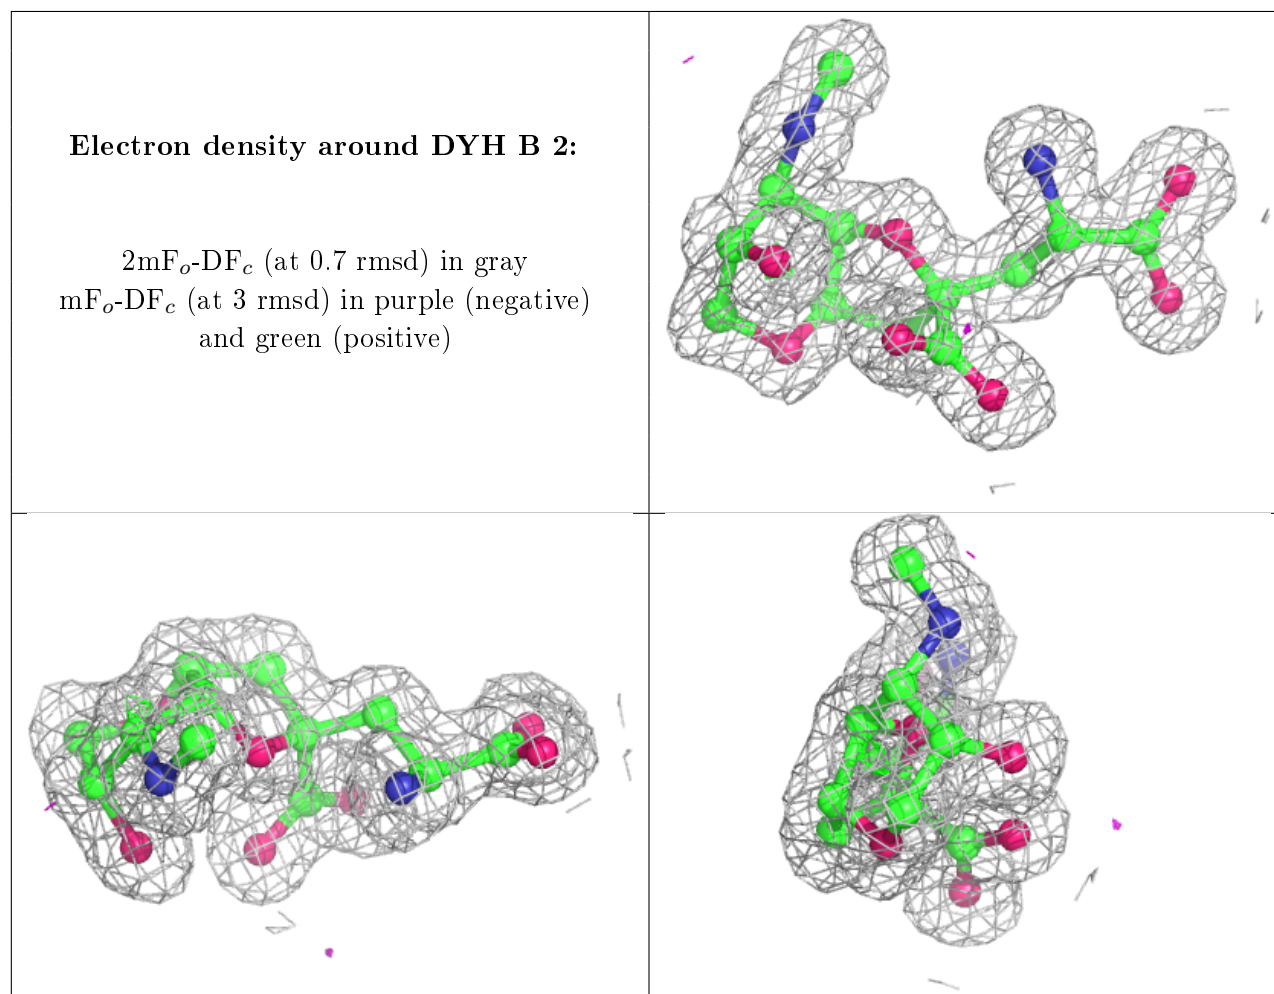 Electron density around DYH B 2:
2mFo-DFc (at 0.7 rmsd) in gray
mFo-DFc (at 3 rmsd) in purple (negative)
and green (positive)